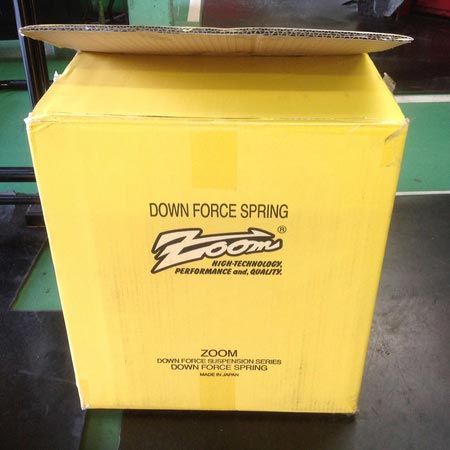 DOWN FORCE SPRING
Zoom®
HIGH-TECHNOLOGY,
PERFORMANCE and, QUALITY.
ZOOM
DOWN FORCE SUSPENSION SERIES
DOWN FORCE SPRING
MADE IN JAPAN